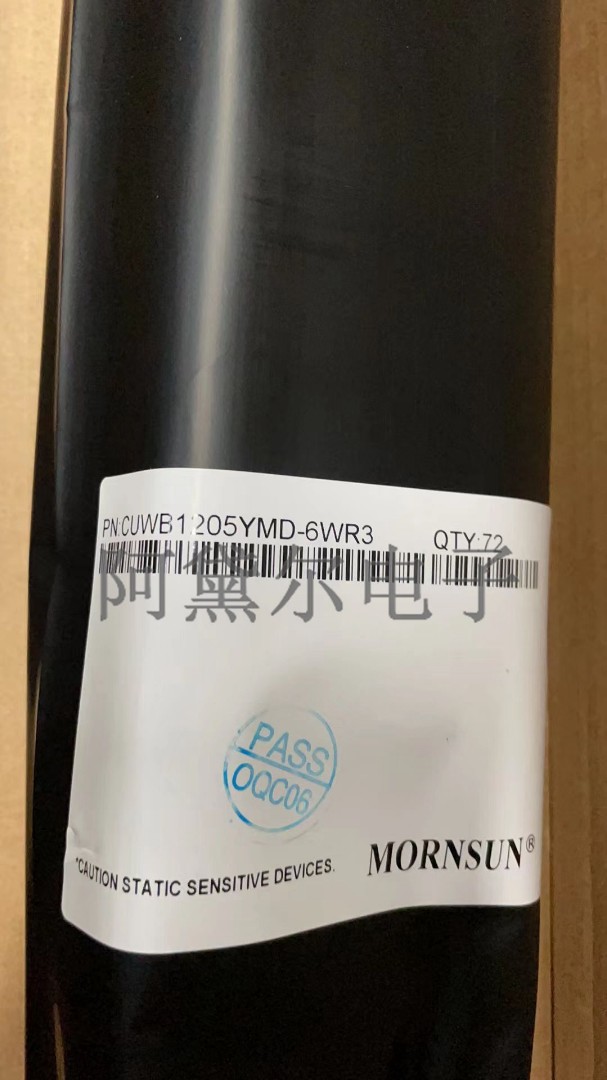 PN:CUWB1205YMD-6WR3 QTY:72
阿黛尔电子
PASS
OQC06
MORNSUN®
*CAUTION STATIC SENSITIVE DEVICES.